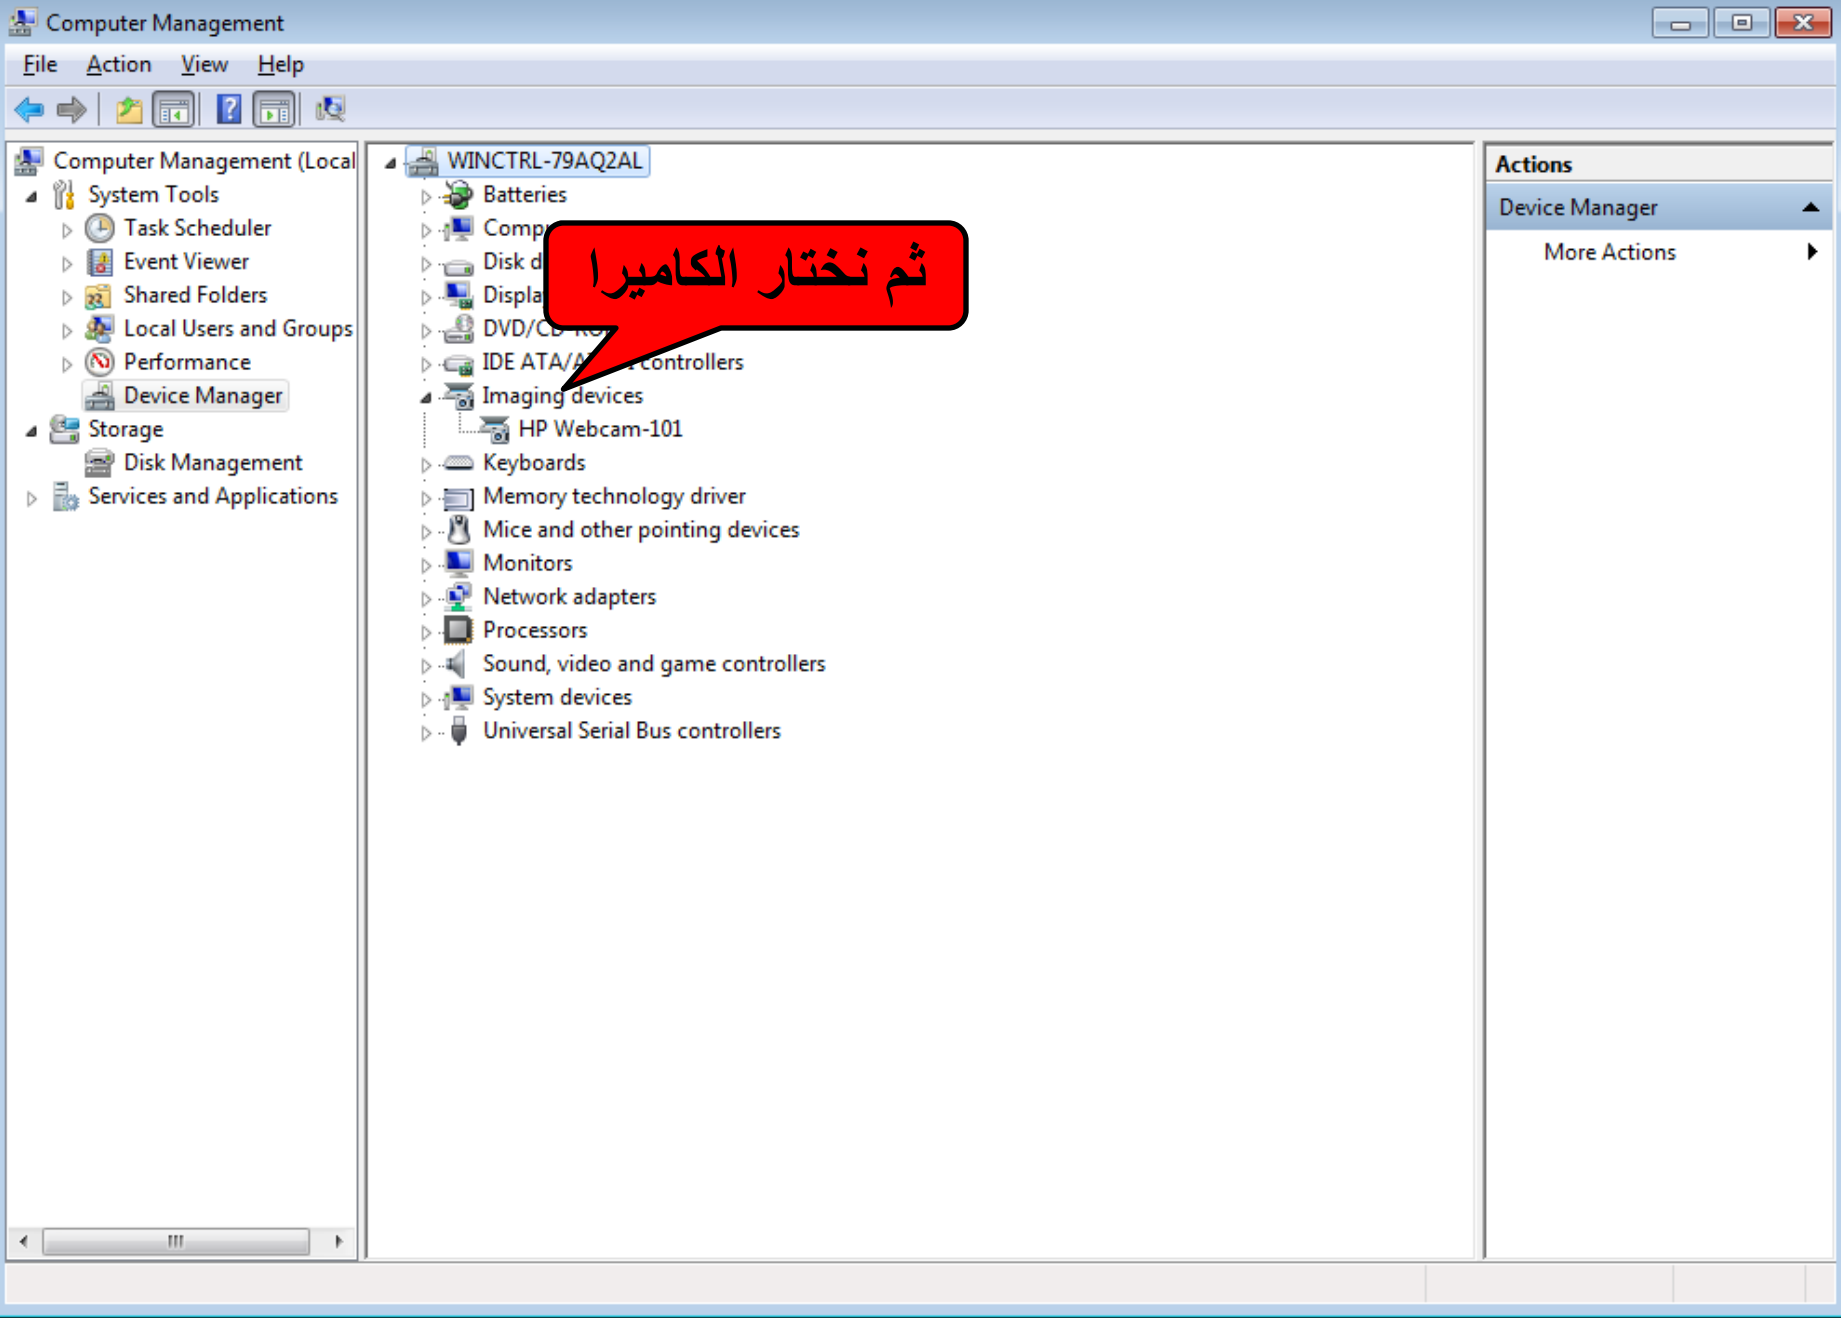 Computer Management
File Action View Help
Computer Management (Local
System Tools
Task Scheduler
Event Viewer
Shared Folders
Local Users and Groups
Performance
Device Manager
Storage
Disk Management
Services and Applications
WINCTRL-79AQ2AL
Batteries
ثم نختار الكاميرا
IDE controllers
Imaging devices
HP Webcam-101
Keyboards
Memory technology driver
Mice and other pointing devices
Monitors
Network adapters
Processors
Sound, video and game controllers
System devices
Universal Serial Bus controllers
Actions
Device Manager
More Actions